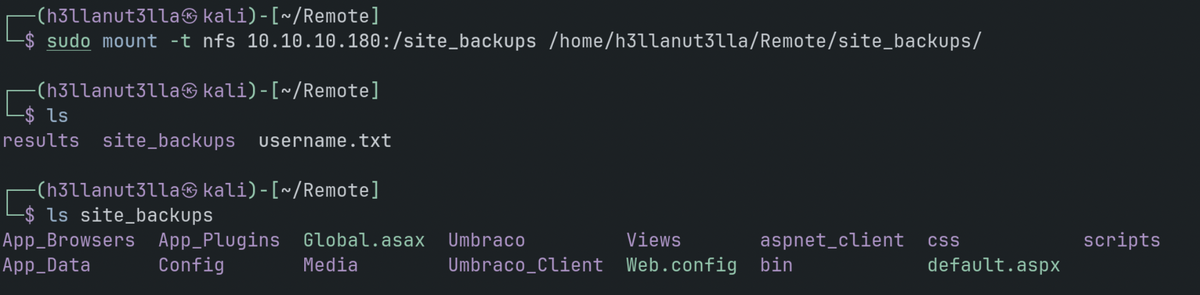 ┌──(h3llanut3lla㉿kali)-[~/Remote]
└─$ sudo mount -t nfs 10.10.10.180:/site_backups /home/h3llanut3lla/Remote/site_backups/
┌──(h3llanut3lla㉿kali)-[~/Remote]
└─$ ls
results  site_backups  username.txt
┌──(h3llanut3lla㉿kali)-[~/Remote]
└─$ ls site_backups
App_Browsers  App_Plugins  Global.asax  Umbraco         Views       aspnet_client  css           scripts
App_Data      Config       Media        Umbraco_Client  Web.config  bin            default.aspx